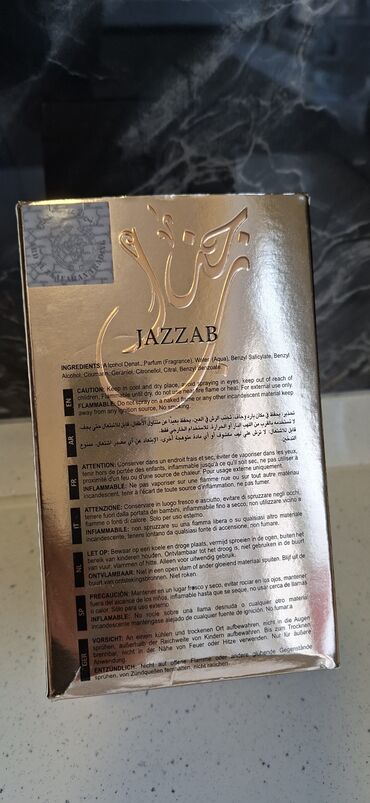 جذاب
JAZZAB
INGREDIENTS: Alcohol Denat., Parfum (Fragrance), Water (Aqua), Benzyl Salicylate, Benzyl
Alcohol, Coumarin, Geraniol, Citronellol, Citral, Benzyl benzoate.
EN
CAUTION: Keep in cool and dry place, avoid spraying in eyes, keep out of reach of
children, Flammable until dry, do not use near fire flame or heat. For external use only.
FLAMMABLE: Do not spray on a naked flame or any other incandescent material keep
away from any ignition source, No smoking.
AR
FR
ATTENTION: Conserver dans un endroit frais et sec, éviter de vaporiser dans les yeux,
tenir hors de portée des enfants, inflammable jusqu'à ce qu'il soit sec, ne pas utiliser à
proximité d'un feu ou d'une source de chaleur. Pour usage externe uniquement.
INFLAMMABLE: Ne pas vaporiser sur une flamme nue ou sur tout autre matériau
incandescent, tenir à l'écart de toute source d'inflammation, ne pas fumer.
IT
ATTENZIONE: Conservare in luogo fresco e asciutto, evitare di spruzzare negli occhi,
tenere fuori dalla portata dei bambini, infiammabile fino a secco, non utilizzare vicino a
fiamme o fonti di calore. Solo per uso esterno.
INFIAMMABILE: non spruzzare su una fiamma libera o su qualsiasi altro materiale
incandescente, tenere lontano da qualsiasi fonte di accensione, non fumare.
NL
LET OP: Bewaar op een koele en droge plaats, vermijd sproeien in de ogen, buiten het
bereik van kinderen houden. Ontvlambaar tot het droog is, niet gebruiken in de buurt
van vuur, vlammen of hitte. Alleen voor uitwendig gebruik.
ONTVLAMBAAR: Niet in een open vlam of ander gloeiend materiaal spuiten. Blijf uit de
buurt van ontstekingsbronnen. Niet roken.
SP
PRECAUCIÓN: Mantener en un lugar fresco y seco, evitar rociar en los ojos, mantener
fuera del alcance de los niños, inflamable hasta que se seque, no usar cerca de llamas
o calor. Sólo para uso externo.
INFLAMABLE: No rocíe sobre una llama desnuda o cualquier otro material
incandescente manténgase alejado de cualquier fuente de ignición. No fumar
GER
VORSICHT: An einem kühlen und trockenen Ort aufbewahren, nicht in die Augen
sprühen, außerhalb der Reichweite von Kindern aufbewahren. Bis zum Trocknen
brennbar, nicht in der Nähe von Feuer oder Hitze verwenden. Nur für äußere
Anwendung.
ENTZÜNDLICH: Nicht auf offene Flamme oder andere glühende Gegenstände
sprühen, von Zündquellen fernhalten, nicht rauchen.